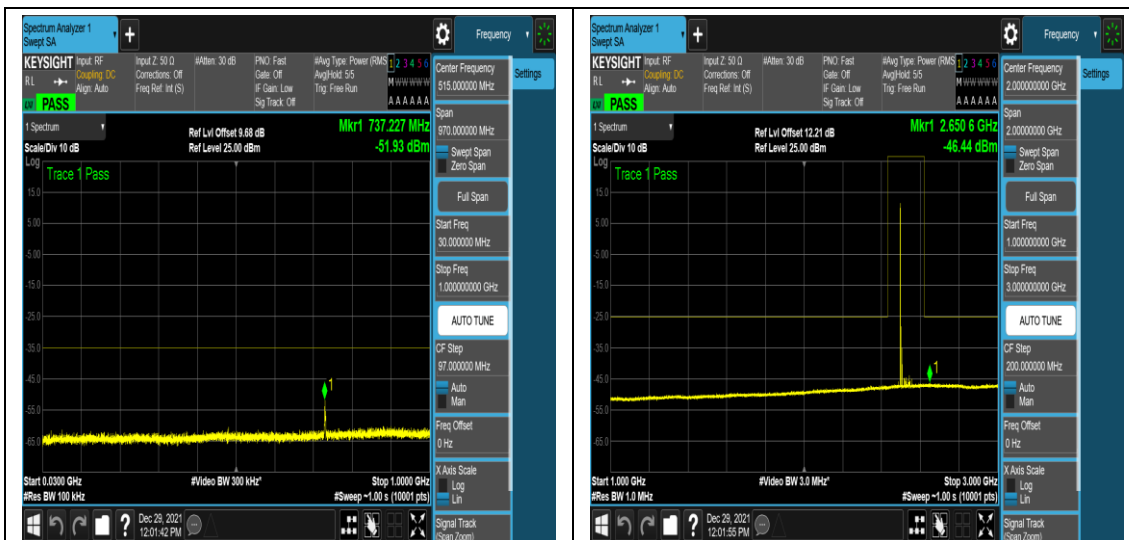 Spectrum Analyzer 1
Swept SA
Frequency
KEYSIGHT
Input: RF
Input Z: 50 Ω
#Atten: 30 dB
PNO: Fast
#Avg Type: Power (RMS
1 2 3 4 5 6
RL
Coupling: DC
Corrections: Off
Gate: Off
Avg|Hold: 5/5
M W W W W W
Align: Auto
Freq Ref: Int (S)
IF Gain: Low
Trig: Free Run
Sig Track: Off
A A A A A A
PASS
1 Spectrum
Ref Lvl Offset 9.68 dB
Mkr1 737.227 MHz
Scale/Div 10 dB
Ref Level 25.00 dBm
-51.93 dBm
Log
Trace 1 Pass
15.0
5.00
-5.00
-15.0
-25.0
-35.0
-45.0
1
-55.0
-65.0
Start 0.0300 GHz
#Video BW 300 kHz*
Stop 1.0000 GHz
#Res BW 100 kHz
#Sweep ~1.00 s (10001 pts)
Dec 29, 2021
12:01:42 PM
Center Frequency
515.000000 MHz
Settings
Span
970.000000 MHz
Swept Span
Zero Span
Full Span
Start Freq
30.000000 MHz
Stop Freq
1.000000000 GHz
AUTO TUNE
CF Step
97.000000 MHz
Auto
Man
Freq Offset
0 Hz
X Axis Scale
Log
Lin
Signal Track
(Span Zoom)
Spectrum Analyzer 1
Swept SA
Frequency
KEYSIGHT
Input: RF
Input Z: 50 Ω
#Atten: 30 dB
PNO: Fast
#Avg Type: Power (RMS
1 2 3 4 5 6
RL
Coupling: DC
Corrections: Off
Gate: Off
Avg|Hold: 5/5
M W W W W W
Align: Auto
Freq Ref: Int (S)
IF Gain: Low
Trig: Free Run
Sig Track: Off
A A A A A A
PASS
1 Spectrum
Ref Lvl Offset 12.21 dB
Mkr1 2.650 6 GHz
Scale/Div 10 dB
Ref Level 25.00 dBm
-46.44 dBm
Log
Trace 1 Pass
15.0
5.00
-5.00
-15.0
-25.0
-35.0
-45.0
1
-55.0
-65.0
Start 1.000 GHz
#Video BW 3.0 MHz*
Stop 3.000 GHz
#Res BW 1.0 MHz
#Sweep ~1.00 s (10001 pts)
Dec 29, 2021
12:01:55 PM
Center Frequency
2.000000000 GHz
Settings
Span
2.00000000 GHz
Swept Span
Zero Span
Full Span
Start Freq
1.000000000 GHz
Stop Freq
3.000000000 GHz
AUTO TUNE
CF Step
200.000000 MHz
Auto
Man
Freq Offset
0 Hz
X Axis Scale
Log
Lin
Signal Track
(Span Zoom)